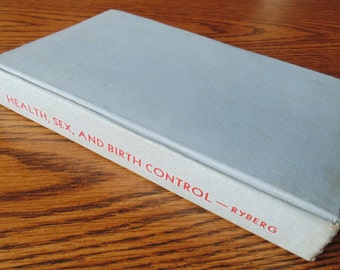 HEALTH, SEX, AND BIRTH CONTROL — RYBERG